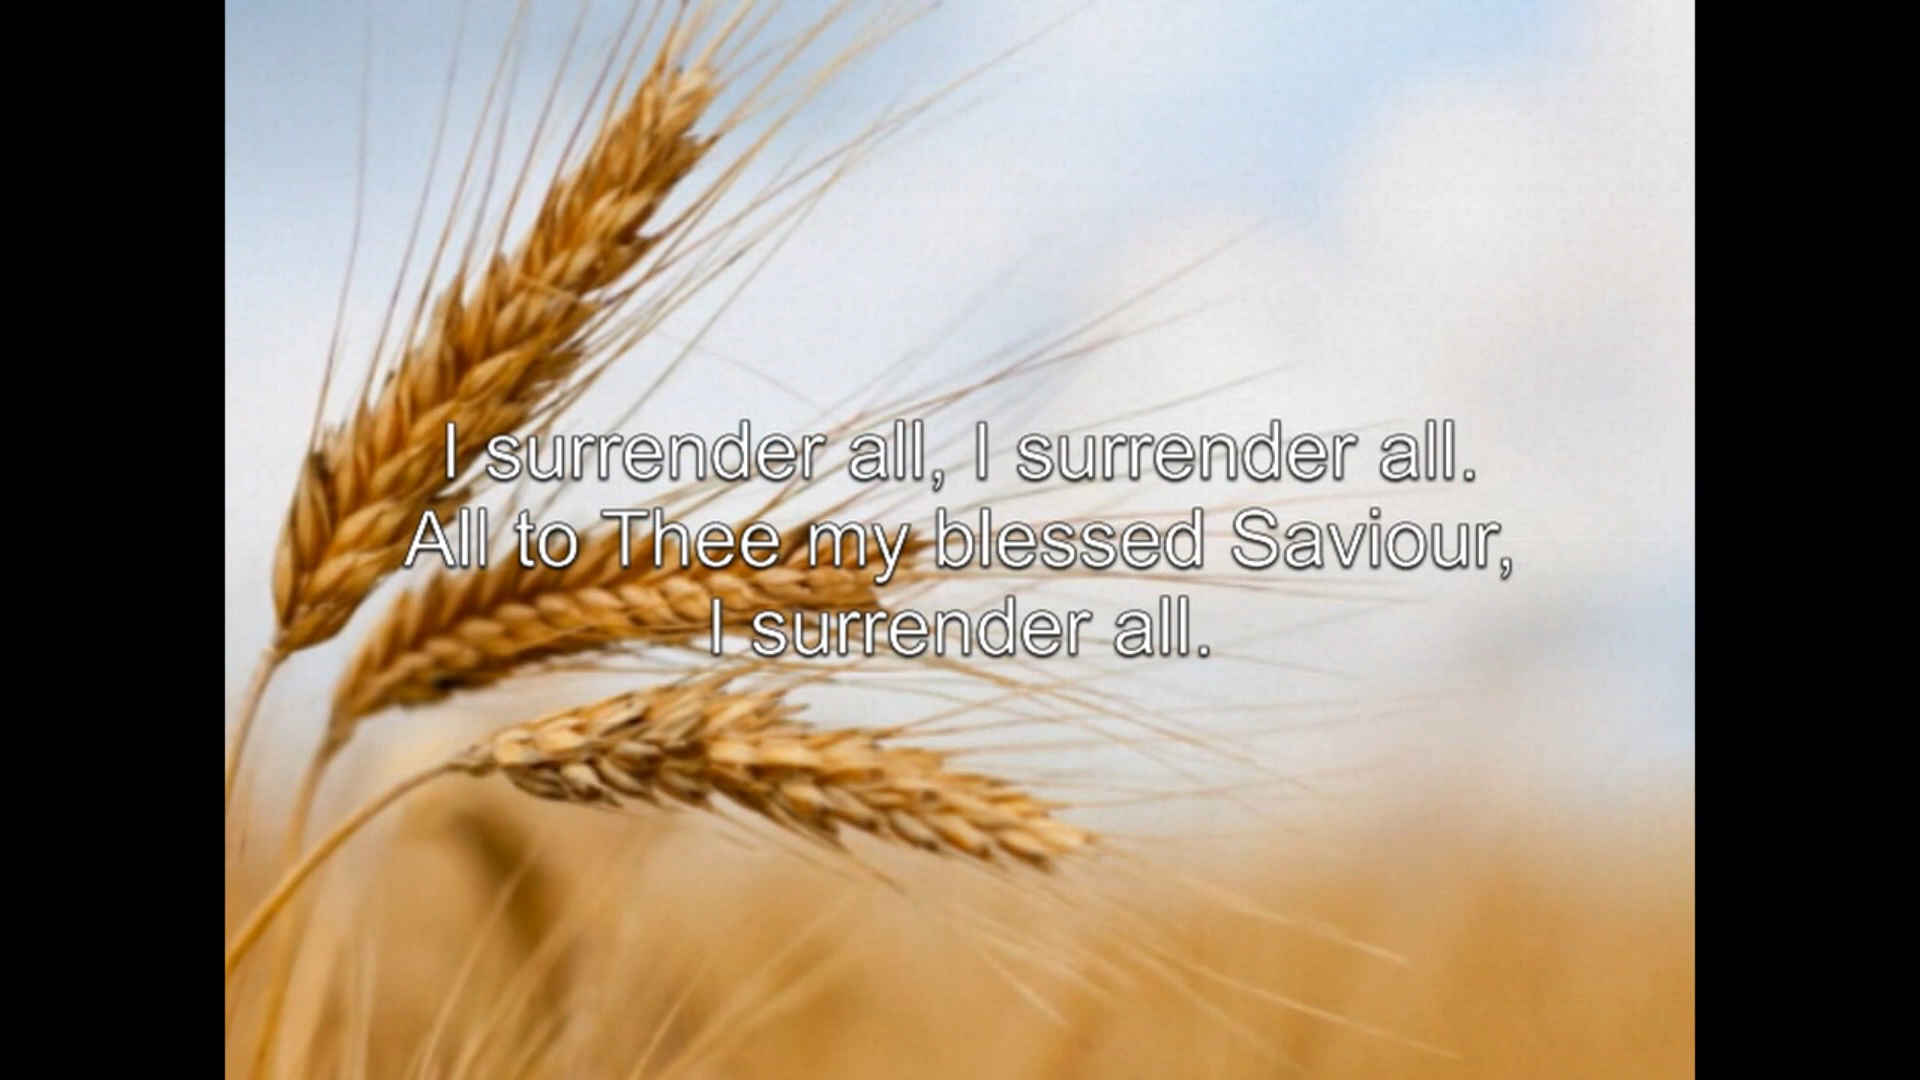 I surrender all, I surrender all.
All to Thee my blessed Saviour,
I surrender all.